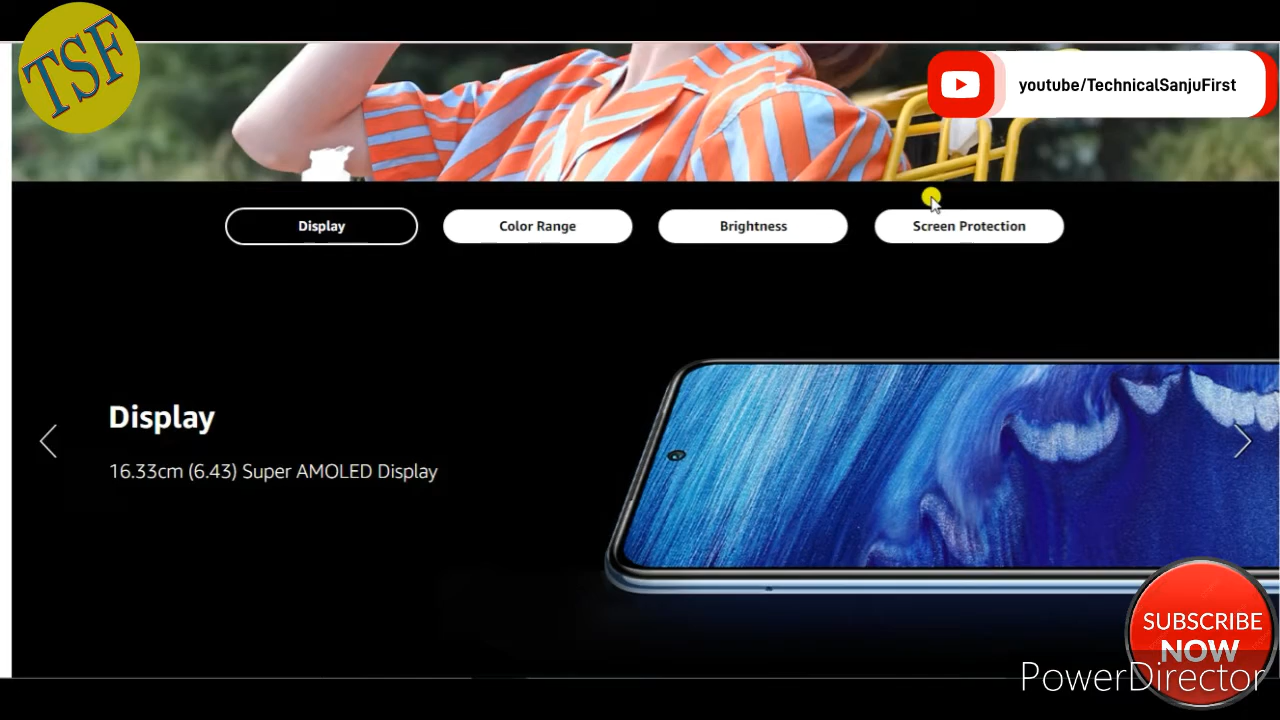 TSF
youtube/TechnicalSanjuFirst
Display
Color Range
Brightness
Screen Protection
Display
16.33cm (6.43) Super AMOLED Display
SUBSCRIBE
NOW
PowerDirector